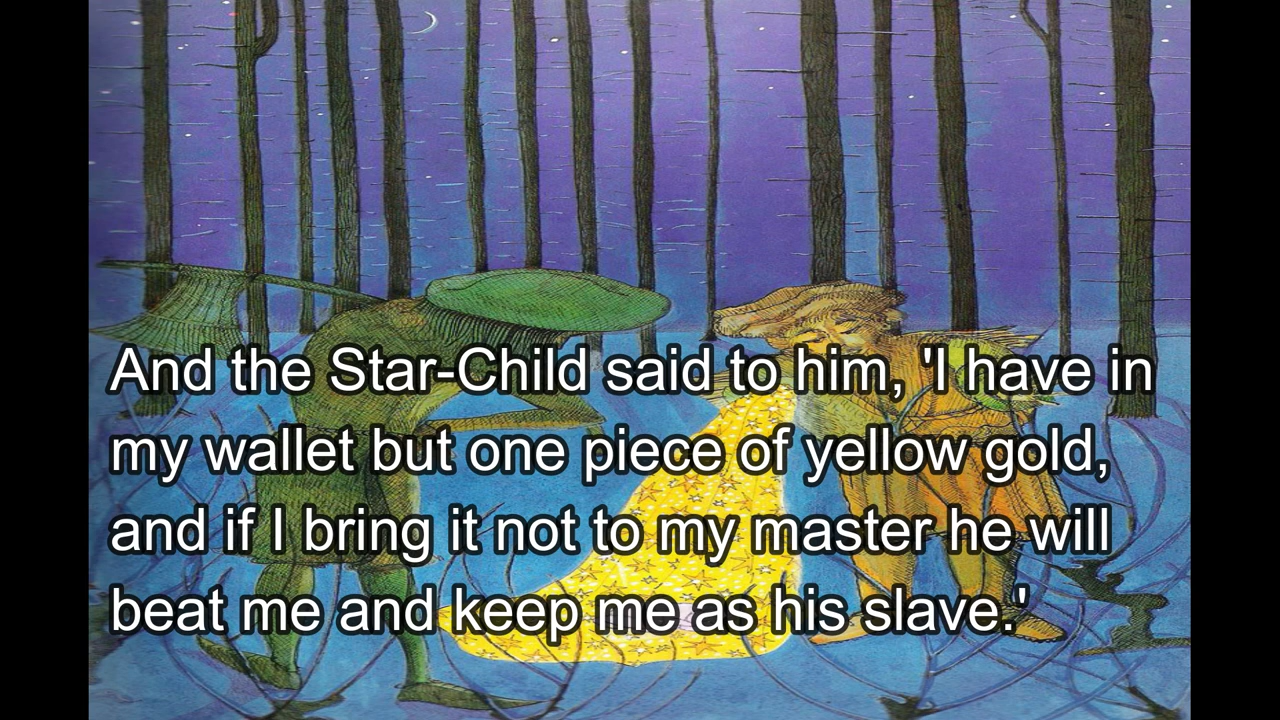 And the Star-Child said to him, 'I have in
my wallet but one piece of yellow gold,
and if I bring it not to my master he will
beat me and keep me as his slave.'